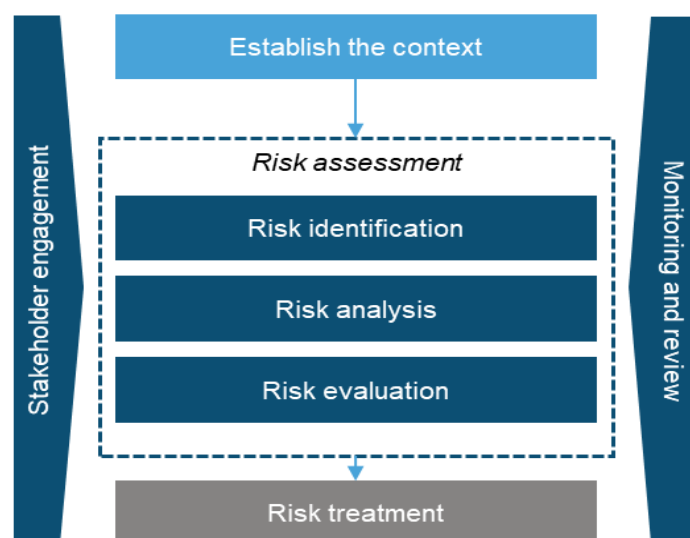 Establish the context
Stakeholder engagement
Risk assessment
Risk identification
Risk analysis
Risk evaluation
Monitoring and review
Risk treatment